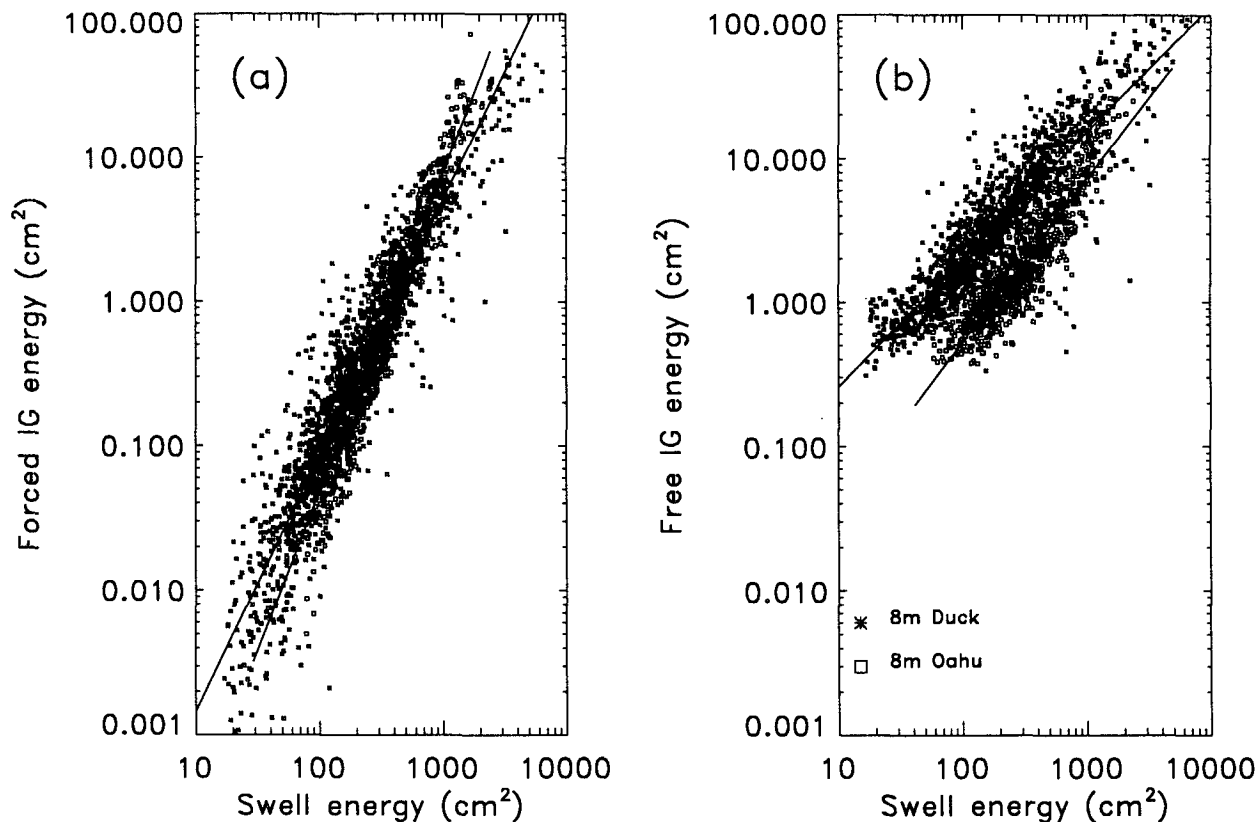 (a)
100.000
10.000
1.000
0.100
0.010
0.001
Forced IG energy (cm²)
10 100 1000 10000
Swell energy (cm²)
(b)
100.000
10.000
1.000
0.100
0.010
0.001
Free IG energy (cm²)
8m Duck
8m Oahu
10 100 1000 10000
Swell energy (cm²)